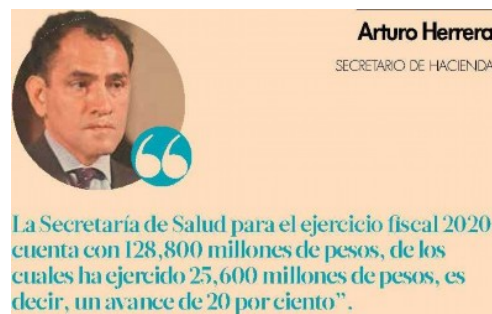 Arturo Herrera
SECRETARIO DE HACIENDA
“
La Secretaría de Salud para el ejercicio fiscal 2020
cuenta con 128,800 millones de pesos, de los
cuales ha ejercido 25,600 millones de pesos, es
decir, un avance de 20 por ciento”.